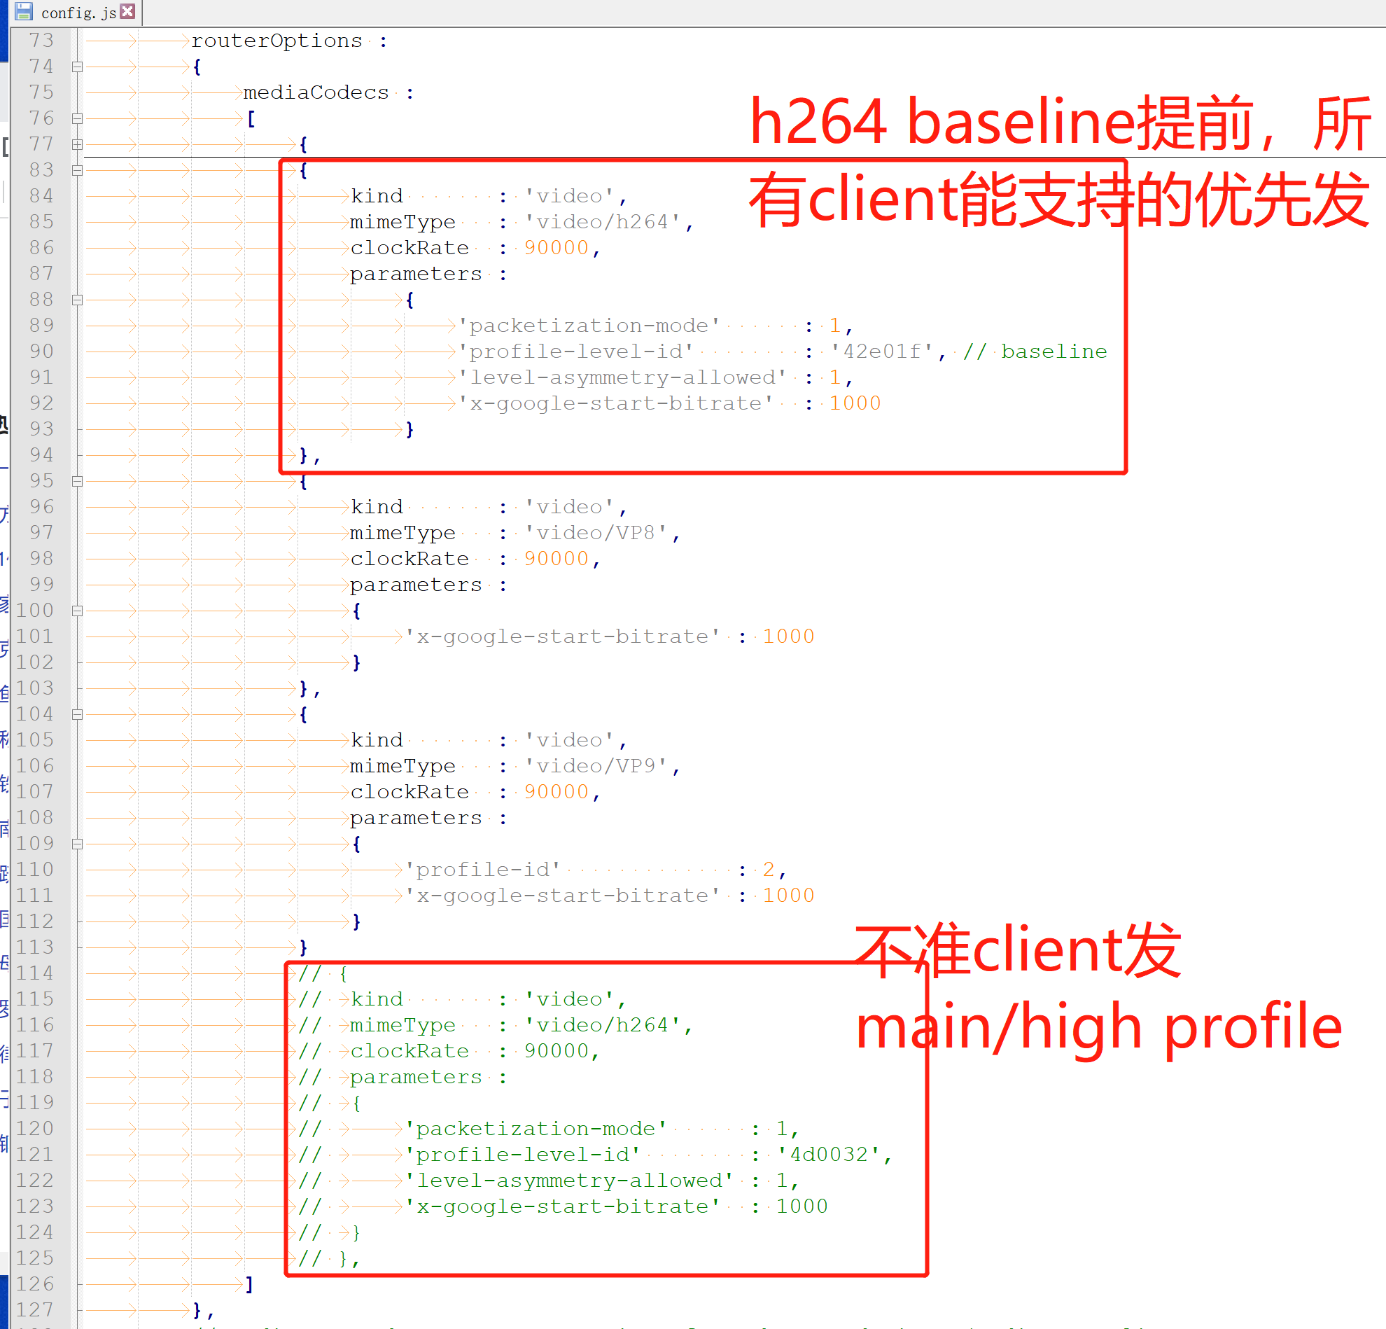 config.js
73 routerOptions :
74 {
75 mediaCodecs :
76 [
77 {
h264 baseline提前，所
有client能支持的优先发
83 {
84 kind : 'video',
85 mimeType : 'video/h264',
86 clockRate : 90000,
87 parameters :
88 {
89 'packetization-mode' : 1,
90 'profile-level-id' : '42e01f', // baseline
91 'level-asymmetry-allowed' : 1,
92 'x-google-start-bitrate' : 1000
93 }
94 },
95 {
96 kind : 'video',
97 mimeType : 'video/VP8',
98 clockRate : 90000,
99 parameters :
100 {
101 'x-google-start-bitrate' : 1000
102 }
103 },
104 {
105 kind : 'video',
106 mimeType : 'video/VP9',
107 clockRate : 90000,
108 parameters :
109 {
110 'profile-id' : 2,
111 'x-google-start-bitrate' : 1000
112 }
113 }
不准client发
main/high profile
114 // {
115 // kind : 'video',
116 // mimeType : 'video/h264',
117 // clockRate : 90000,
118 // parameters :
119 // {
120 // 'packetization-mode' : 1,
121 // 'profile-level-id' : '4d0032',
122 // 'level-asymmetry-allowed' : 1,
123 // 'x-google-start-bitrate' : 1000
124 // }
125 // },
126 ]
127 },